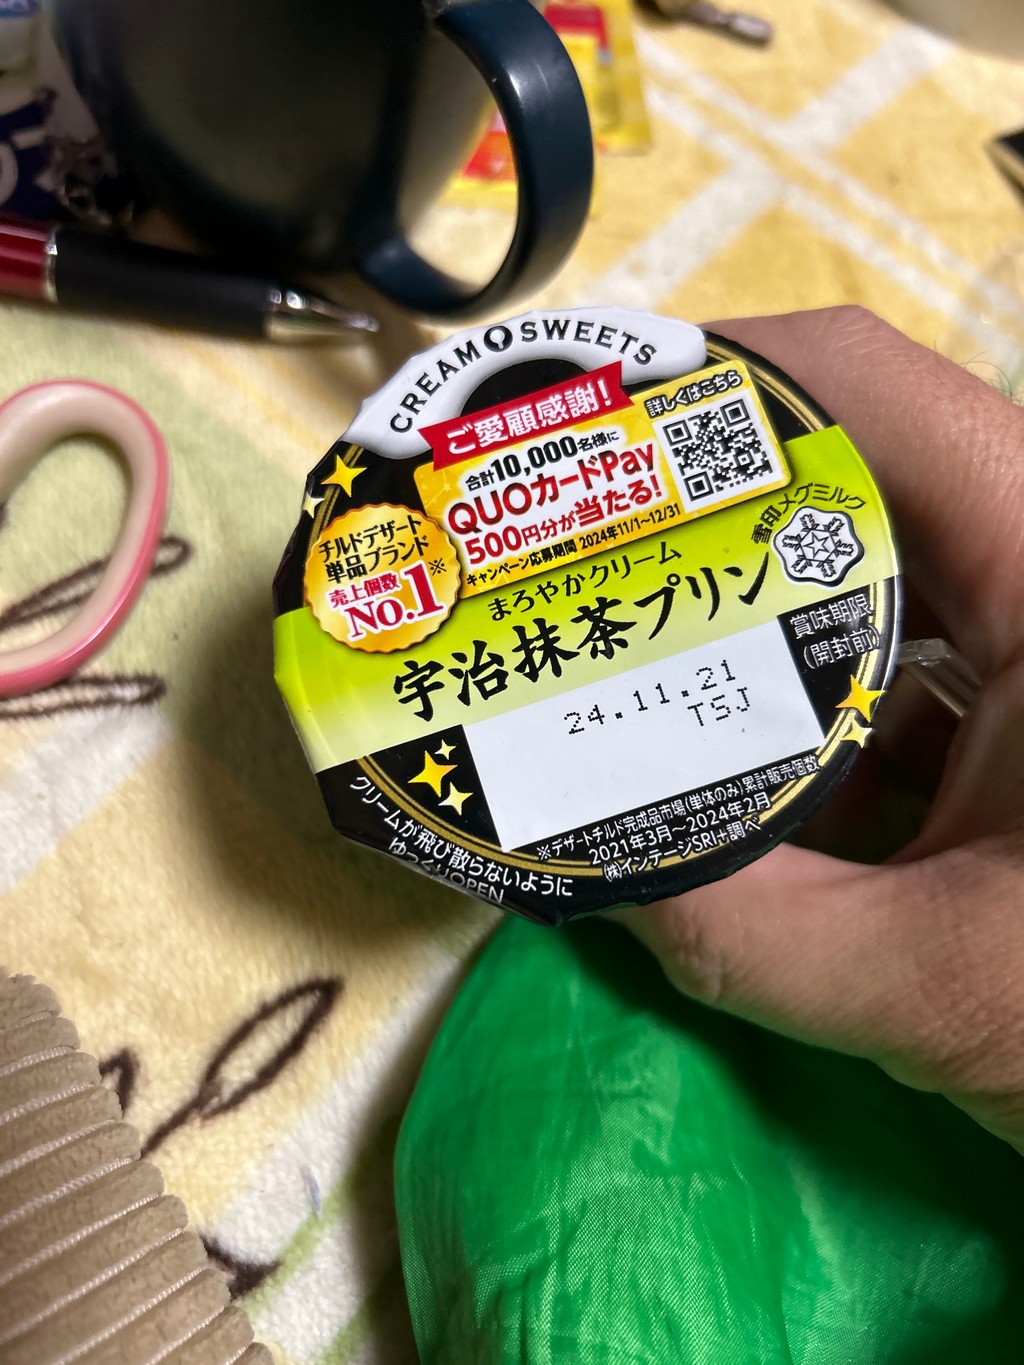 CREAM SWEETS
ご愛顧感謝!
合計10,000名様に
QUOカードPay
500円分が当たる!
キャンペーン応募期間 2024年11/1~12/31
詳しくはこちら
チルドデザート
単品ブランド
売上個数
No.1※
雪印メグミルク
まろやかクリーム
宇治抹茶プリン
賞味期限
(開封前)
24.11.21
TSJ
※デザートチルド完成品市場(単体のみ)累計販売個数
2021年3月~2024年2月
(株)インテージSRI+調べ
クリームが飛び散らないように
ゆっくりOPEN